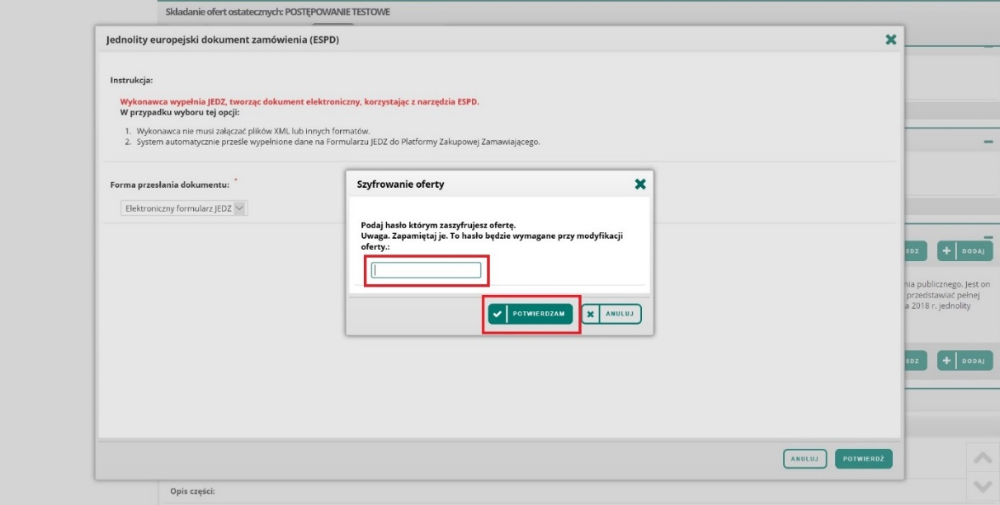 Składanie ofert ostatecznych: POSTĘPOWANIE TESTOWE
Jednolity europejski dokument zamówienia (ESPD)
Instrukcja:
Wykonawca wypełnia JEDZ, tworząc dokument elektroniczny, korzystając z narzędzia ESPD.
W przypadku wyboru tej opcji:
1. Wykonawca nie musi załączać plików XML lub innych formatów.
2. System automatycznie prześle wypełnione dane na Formularzu JEDZ do Platformy Zakupowej Zamawiającego.
Forma przesłania dokumentu: *
Elektroniczny formularz JEDZ
Szyfrowanie oferty
Podaj hasło którym zaszyfrujesz ofertę.
Uwaga. Zapamiętaj je. To hasło będzie wymagane przy modyfikacji
oferty.:
POTWIERDZAM
ANULUJ
EDZ
DODAJ
nia publicznego. Jest on
przedstawiać pełnej
a 2018 r. jednolity
EDZ
DODAJ
ANULUJ
POTWIERDŹ
Opis części: